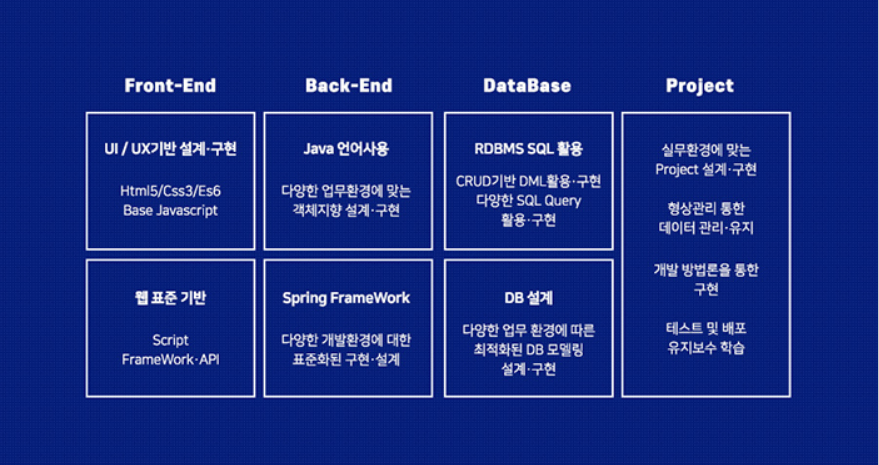 Front-End
Back-End
DataBase
Project
UI / UX기반 설계·구현
Html5/Css3/Es6
Base Javascript
Java 언어사용
다양한 업무환경에 맞는
객체지향 설계·구현
RDBMS SQL 활용
CRUD기반 DML활용·구현
다양한 SQL Query
활용·구현
실무환경에 맞는
Project 설계·구현
형상관리 통한
데이터 관리·유지
개발 방법론을 통한
구현
테스트 및 배포
유지보수 학습
웹 표준 기반
Script
FrameWork·API
Spring FrameWork
다양한 개발환경에 대한
표준화된 구현·설계
DB 설계
다양한 업무 환경에 따른
최적화된 DB 모델링
설계·구현